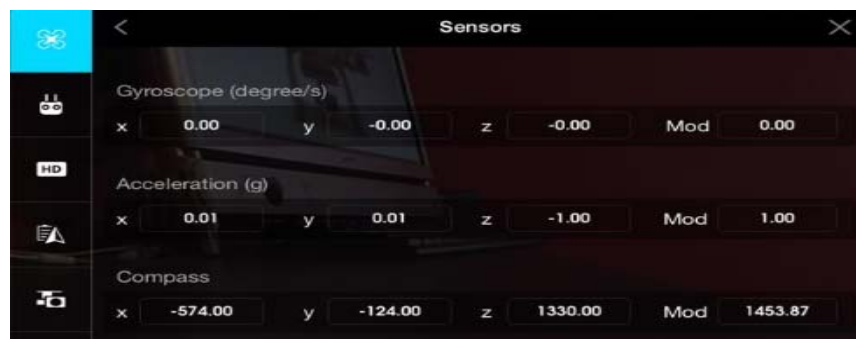 Sensors
Gyroscope (degree/s)
x 0.00 y -0.00 z -0.00 Mod 0.00
HD
Acceleration (g)
x 0.01 y 0.01 z -1.00 Mod 1.00
Compass
x -574.00 y -124.00 z 1330.00 Mod 1453.87